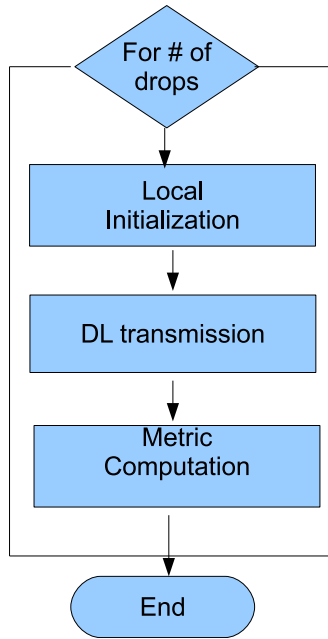 For # of
drops
Local
Initialization
DL transmission
Metric
Computation
End